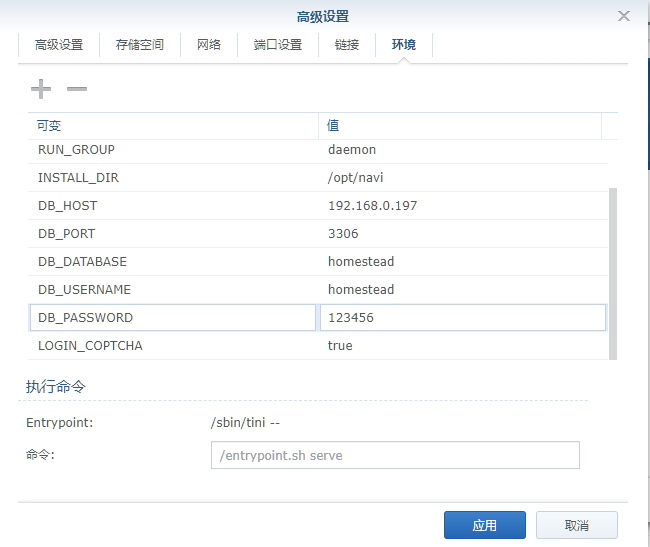 高级设置
高级设置 存储空间 网络 端口设置 链接 环境
可变 值
RUN_GROUP daemon
INSTALL_DIR /opt/navi
DB_HOST 192.168.0.197
DB_PORT 3306
DB_DATABASE homestead
DB_USERNAME homestead
DB_PASSWORD 123456
LOGIN_COPTCHA true
执行命令
Entrypoint: /sbin/tini --
命令: /entrypoint.sh serve
应用 取消